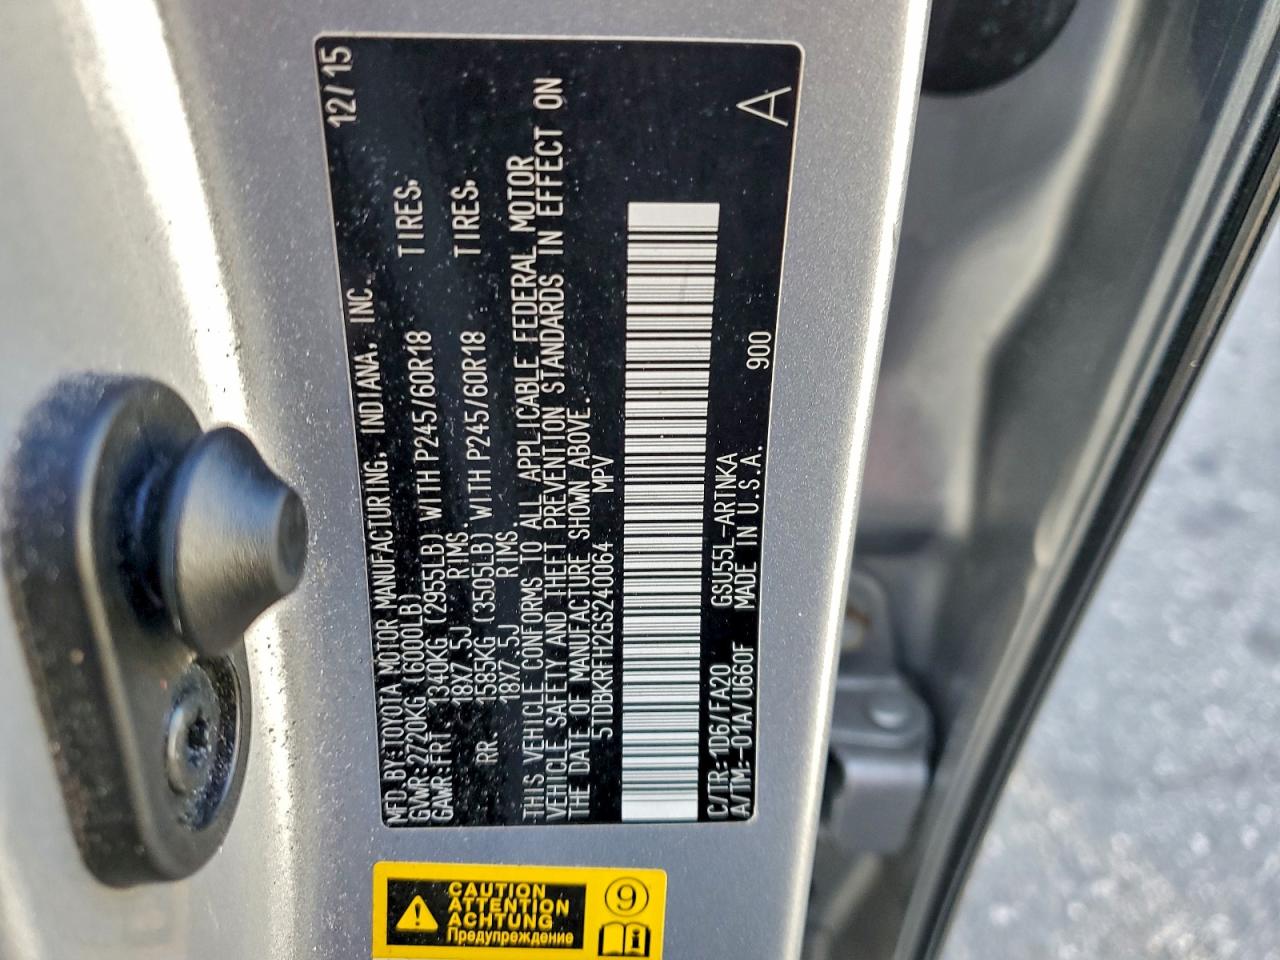 MFD BY:TOYOTA MOTOR MANUFACTURING, INDIANA, INC. 12/15
GVWR:2720KG (6000LB)
GAWR:FRT. 1340KG (2955LB) WITH P245/60R18 TIRES,
18X7.5J RIMS.
RR. 1585KG (3505LB) WITH P245/60R18 TIRES,
18X7.5J RIMS.
THIS VEHICLE CONFORMS TO ALL APPLICABLE FEDERAL MOTOR
VEHICLE SAFETY AND THEFT PREVENTION STANDARDS IN EFFECT ON
THE DATE OF MANUFACTURE SHOWN ABOVE.
5TDBKRFH2GS240064 MPV
C/TR:1D6/FA20 GSU55L-ARTNKA 900 A
A/TM:-01A/U660F MADE IN U.S.A.
CAUTION
ATTENTION
ACHTUNG
Предупреждение
9